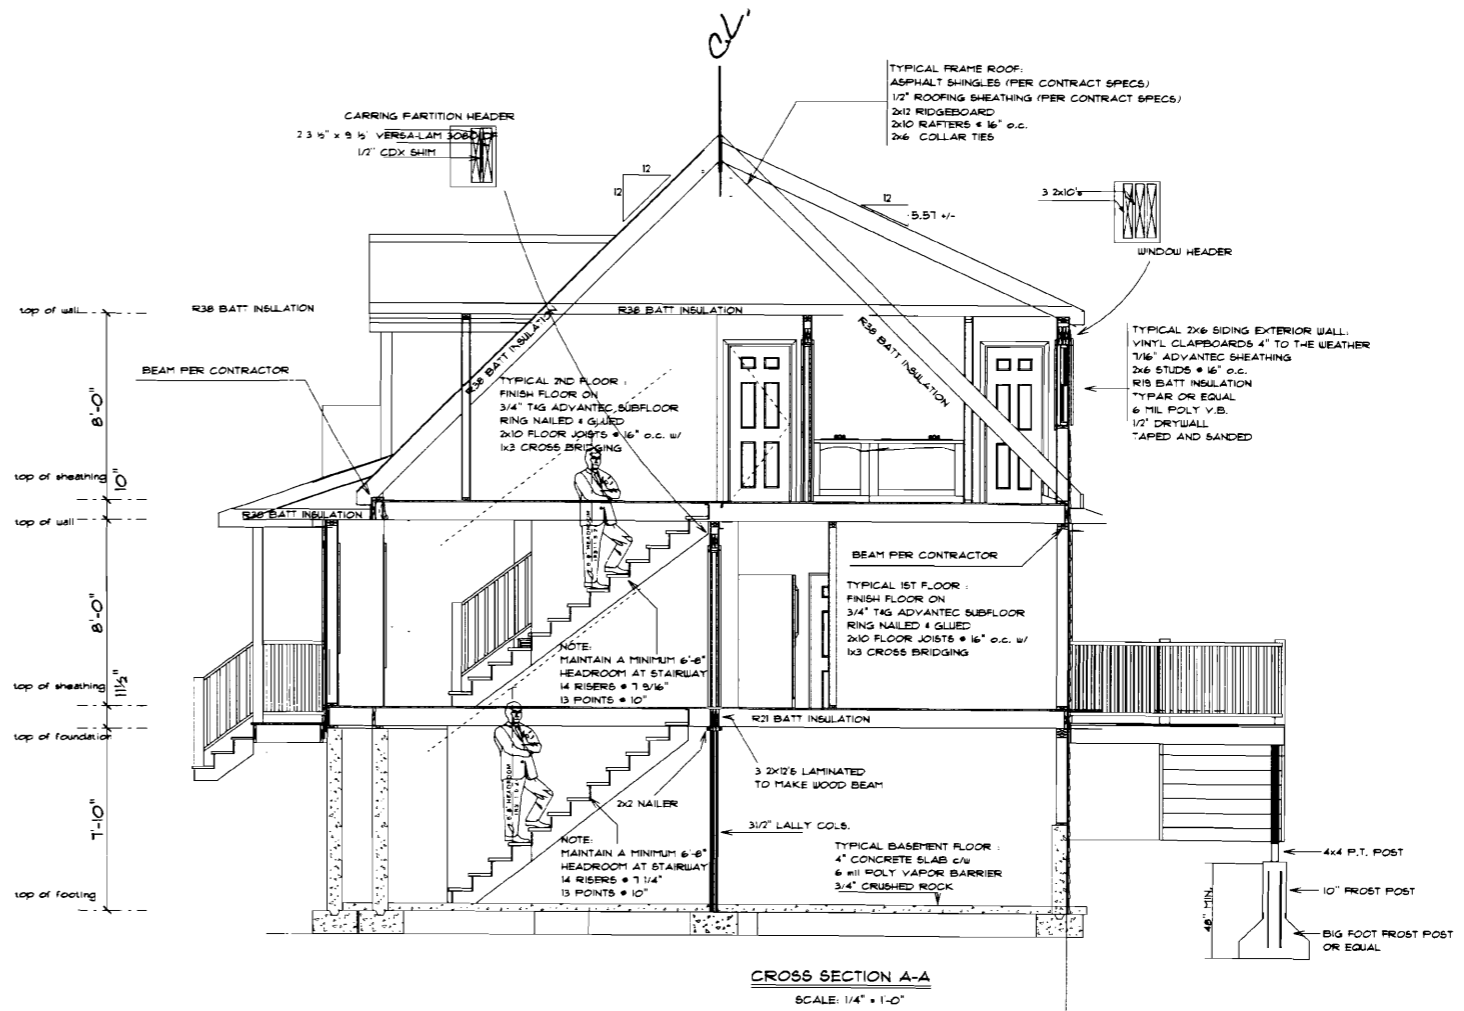 C.L.
TYPICAL FRAME ROOF:
ASPHALT SHINGLES (PER CONTRACT SPECS)
1/2" ROOFING SHEATHING (PER CONTRACT SPECS)
2x12 RIDGEBOARD
2x10 RAFTERS @ 16" o.c.
2x6 COLLAR TIES
CARRING PARTITION HEADER
2 3 ½" x 9 ½" VERSA-LAM 3080 DF
1/2" CDX SHIM
12
12
12
5.57 +/-
3 2x10's
WINDOW HEADER
top of wall
R38 BATT INSULATION
R38 BATT INSULATION
R38 BATT INSULATION
R38 BATT INSULATION
TYPICAL 2X6 SIDING EXTERIOR WALL:
VINYL CLAPBOARDS 4" TO THE WEATHER
7/16" ADVANTEC SHEATHING
2x6 STUDS @ 16" o.c.
R19 BATT INSULATION
TYPAR OR EQUAL
6 MIL POLY V.B.
1/2" DRYWALL
TAPED AND SANDED
BEAM PER CONTRACTOR
TYPICAL 2ND FLOOR :
FINISH FLOOR ON
3/4" T&G ADVANTEC SUBFLOOR
RING NAILED & GLUED
2x10 FLOOR JOISTS @ 16" o.c. w/
1x3 CROSS BRIDGING
8'-0"
top of sheathing
10"
R38 BATT INSULATION
top of wall
BEAM PER CONTRACTOR
TYPICAL 1ST FLOOR :
FINISH FLOOR ON
3/4" T&G ADVANTEC SUBFLOOR
RING NAILED & GLUED
2x10 FLOOR JOISTS @ 16" o.c. w/
1x3 CROSS BRIDGING
8'-0"
NOTE:
MAINTAIN A MINIMUM 6'-8"
HEADROOM AT STAIRWAY
14 RISERS @ 7 9/16"
13 POINTS @ 10"
top of sheathing
11½"
R21 BATT INSULATION
top of foundation
3 2X12'S LAMINATED
TO MAKE WOOD BEAM
2x2 NAILER
7'-10"
3 1/2" LALLY COLS.
NOTE:
MAINTAIN A MINIMUM 6'-8"
HEADROOM AT STAIRWAY
14 RISERS @ 7 1/4"
13 POINTS @ 10"
TYPICAL BASEMENT FLOOR :
4" CONCRETE SLAB c/w
6 mil POLY VAPOR BARRIER
3/4" CRUSHED ROCK
4x4 P.T. POST
10" FROST POST
48" MIN.
BIG FOOT FROST POST
OR EQUAL
top of footing
CROSS SECTION A-A
SCALE: 1/4" = 1'-0"